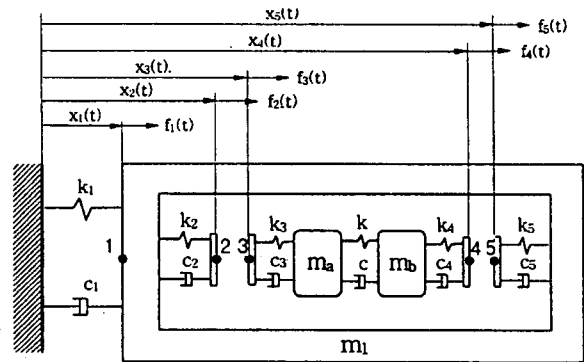 x₅(t)
f₅(t)
x₄(t)
f₄(t)
x₃(t).
f₃(t)
x₂(t)
f₂(t)
x₁(t)
f₁(t)
k₁
k₂
k₃
k
k₄
k₅
1
2
3
mₐ
m_b
4
5
c₁
c₂
c₃
c
c₄
c₅
m₁